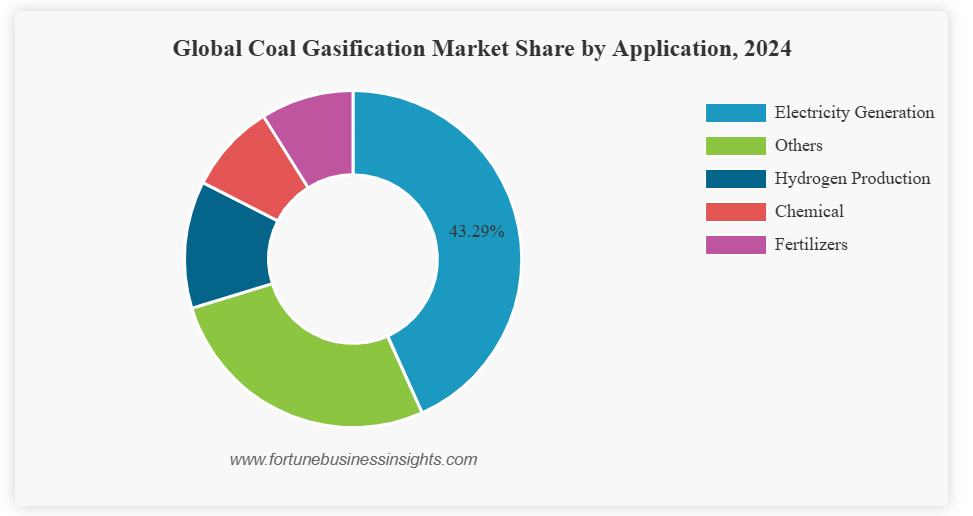 Global Coal Gasification Market Share by Application, 2024
Electricity Generation
Others
Hydrogen Production
Chemical
Fertilizers
43.29%
www.fortunebusinessinsights.com